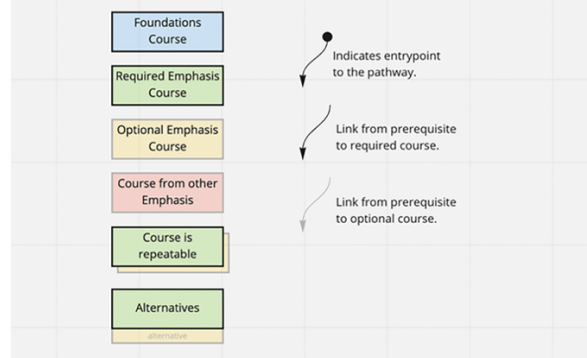 Foundations
Course
Required Emphasis
Course
Optional Emphasis
Course
Course from other
Emphasis
Course is
repeatable
Alternatives
alternative
Indicates entrypoint
to the pathway.
Link from prerequisite
to required course.
Link from prerequisite
to optional course.